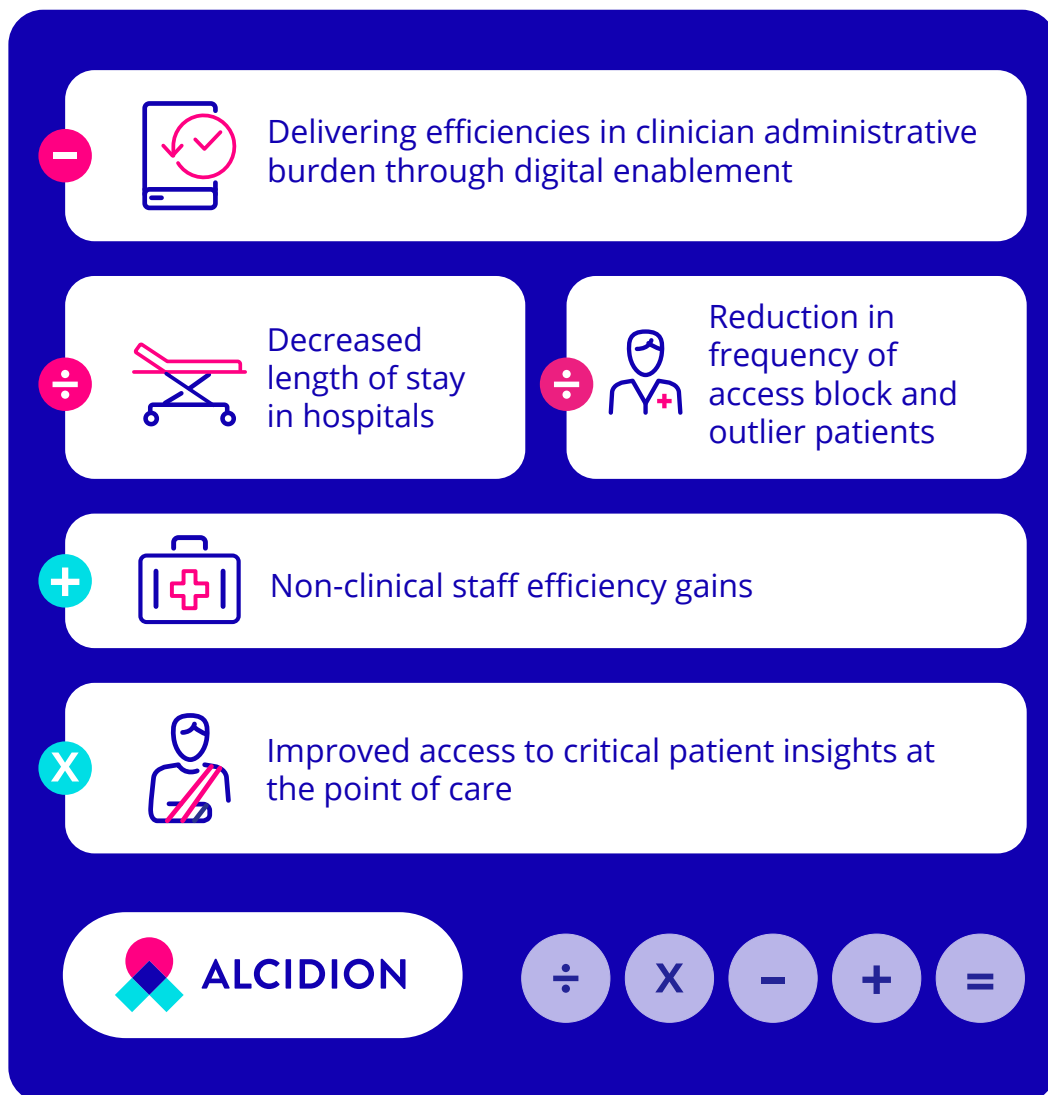 −
Delivering efficiencies in clinician administrative
burden through digital enablement
÷
Decreased
length of stay
in hospitals
÷
Reduction in
frequency of
access block and
outlier patients
+
Non-clinical staff efficiency gains
X
Improved access to critical patient insights at
the point of care
ALCIDION
÷ X − + =